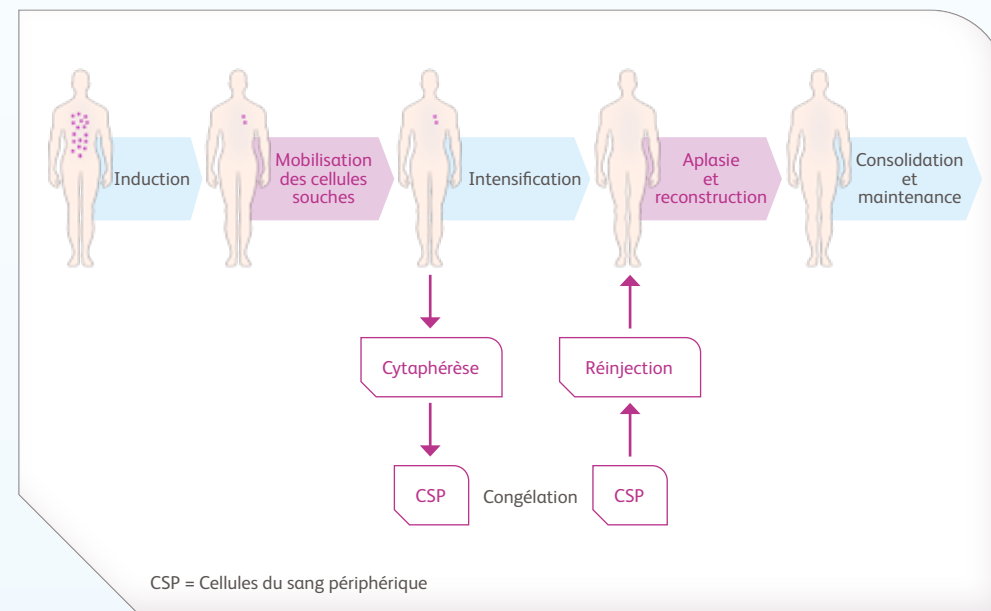 Induction
Mobilisation
des cellules
souches
Intensification
Aplasie
et
reconstruction
Consolidation
et
maintenance
Cytaphérèse
Réinjection
CSP
Congélation
CSP
CSP = Cellules du sang périphérique